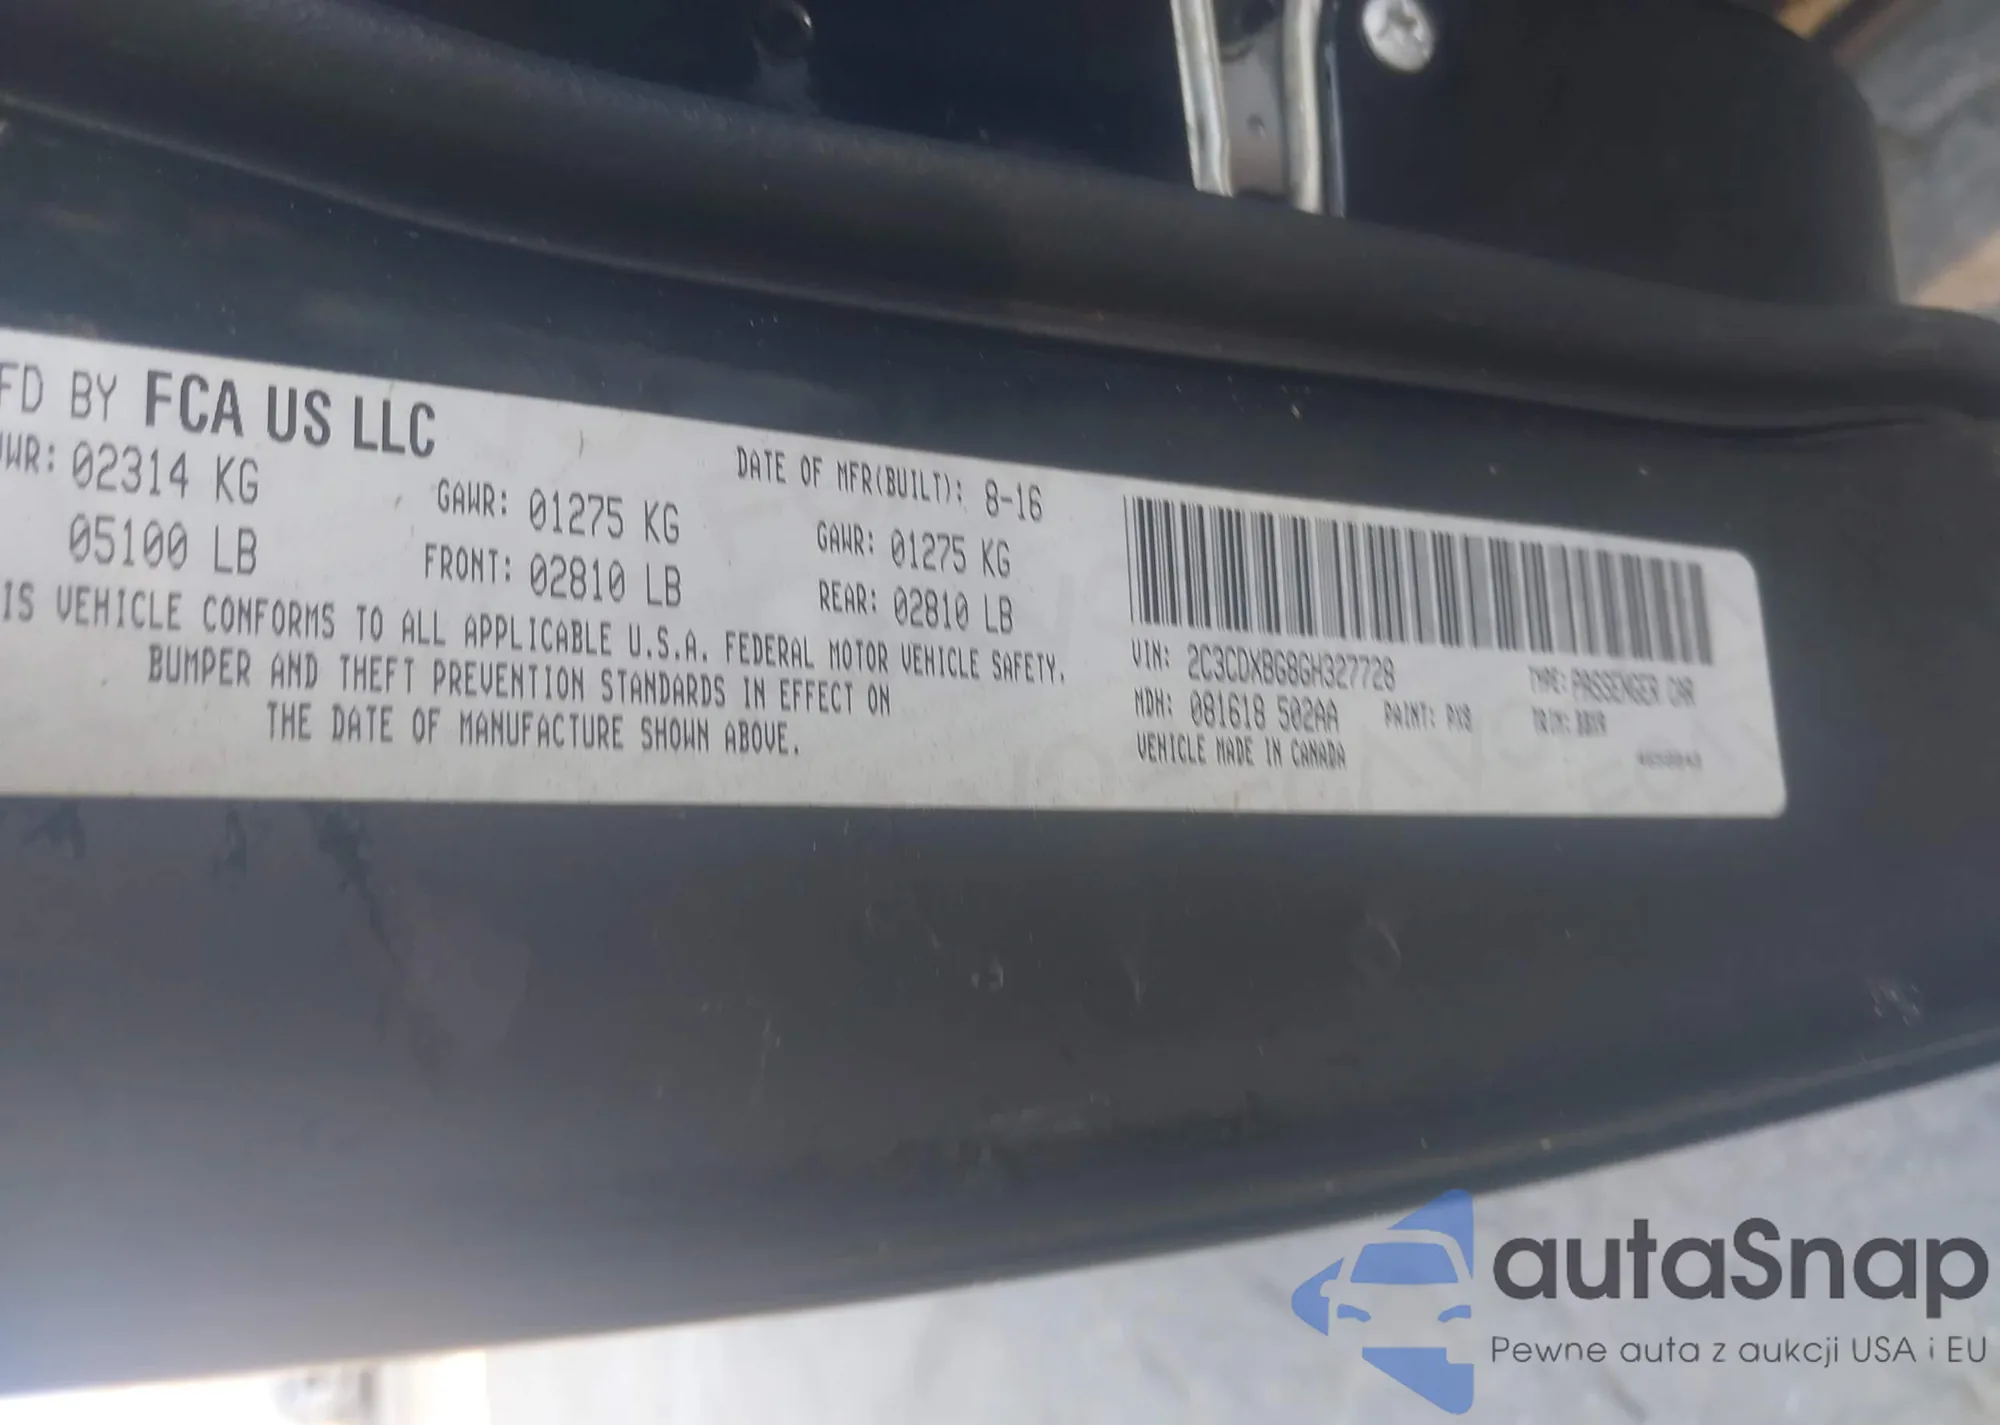 FD BY FCA US LLC
WR: 02314 KG
05100 LB
GAWR: 01275 KG
FRONT: 02810 LB
DATE OF MFR(BUILT): 8-16
GAWR: 01275 KG
REAR: 02810 LB
IS VEHICLE CONFORMS TO ALL APPLICABLE U.S.A. FEDERAL MOTOR VEHICLE SAFETY,
BUMPER AND THEFT PREVENTION STANDARDS IN EFFECT ON
THE DATE OF MANUFACTURE SHOWN ABOVE.
VIN: 2C3CDXBG8GH327728
TYPE: PASSENGER CAR
MDH: 081618 502AA
PAINT: PX8
TRIM:
VEHICLE MADE IN CANADA
autaSnap
Pewne auta z aukcji USA i EU